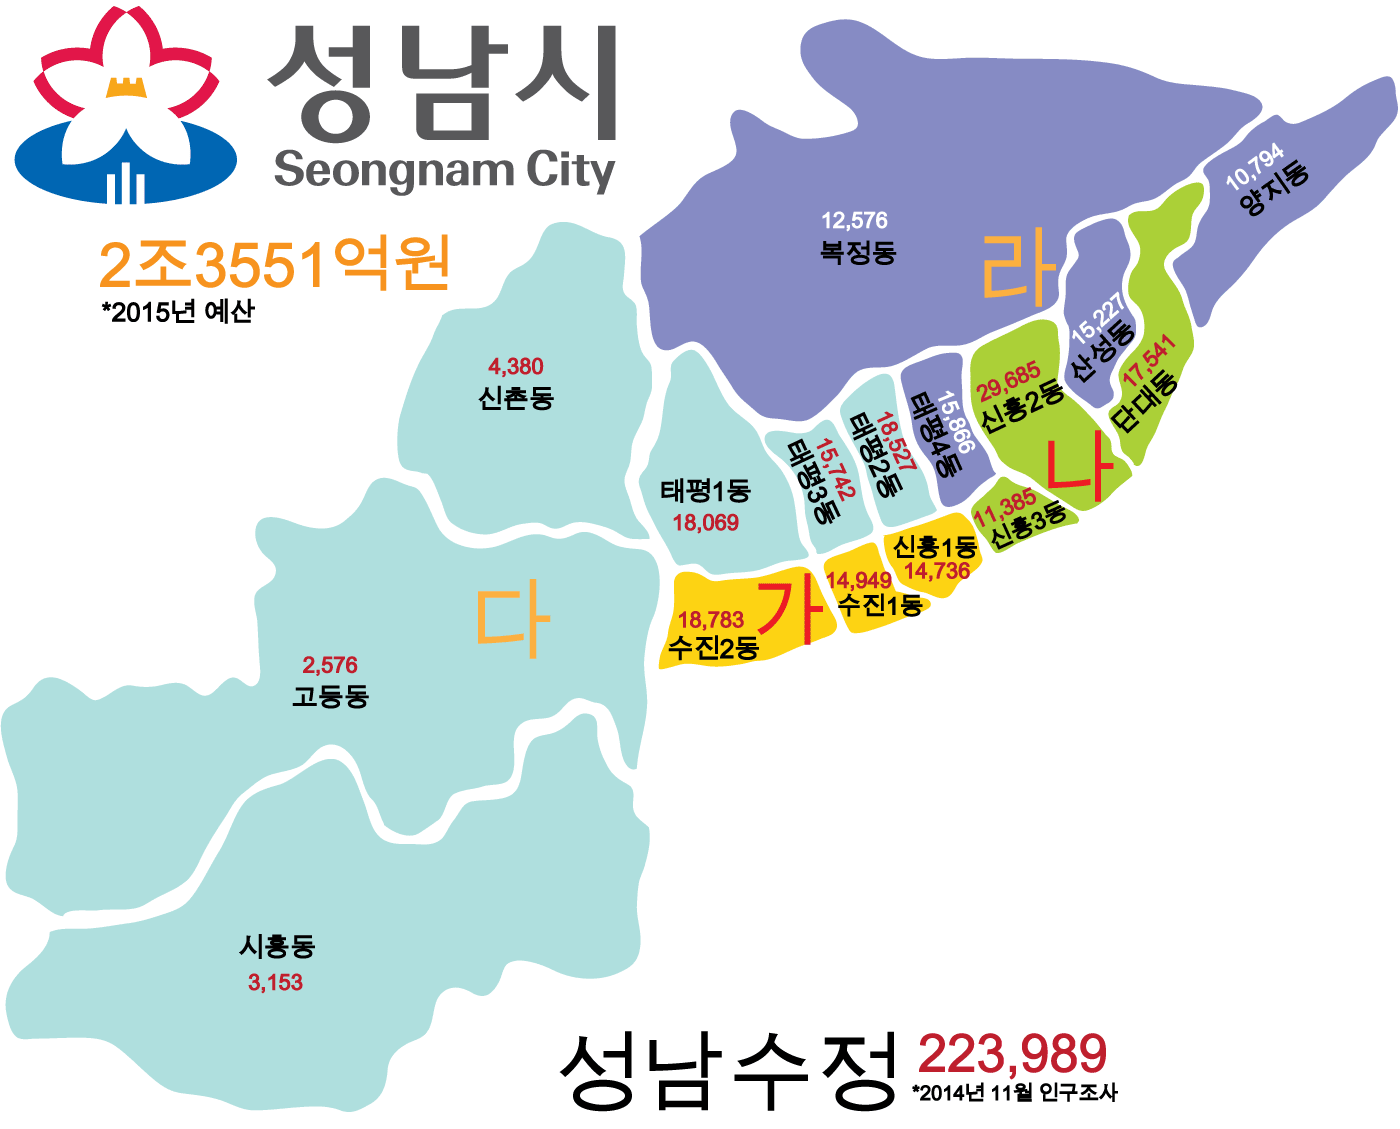 성남시
Seongnam City
2조3551억원
*2015년 예산
12,576
복정동
라
10,794
양지동
15,227
산성동
17,541
단대동
4,380
신촌동
29,685
신흥2동
나
15,866
태평4동
18,527
태평2동
15,742
태평3동
태평1동
18,069
11,385
신흥3동
신흥1동
14,736
14,949
수진1동
가
18,783
수진2동
다
2,576
고등동
시흥동
3,153
성남수정 223,989
*2014년 11월 인구조사